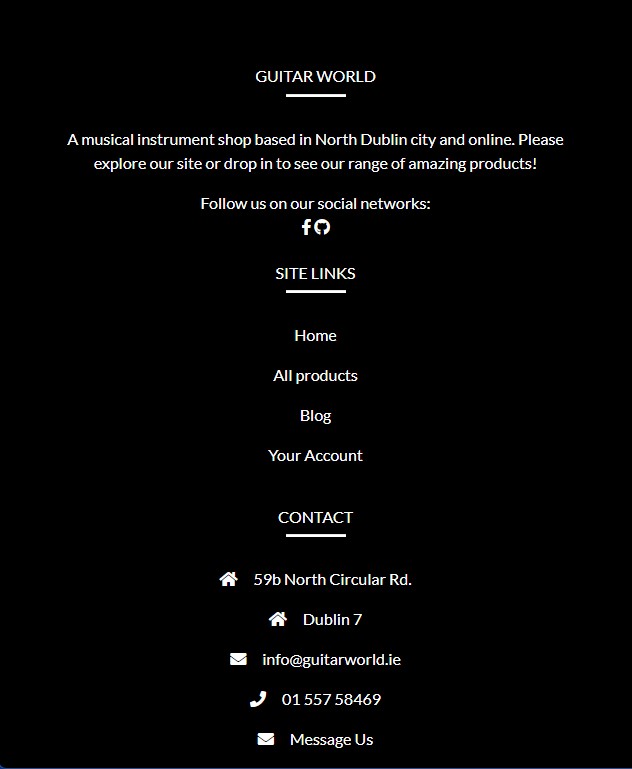 GUITAR WORLD
A musical instrument shop based in North Dublin city and online. Please
explore our site or drop in to see our range of amazing products!
Follow us on our social networks:
SITE LINKS
Home
All products
Blog
Your Account
CONTACT
59b North Circular Rd.
Dublin 7
info@guitarworld.ie
01 557 58469
Message Us